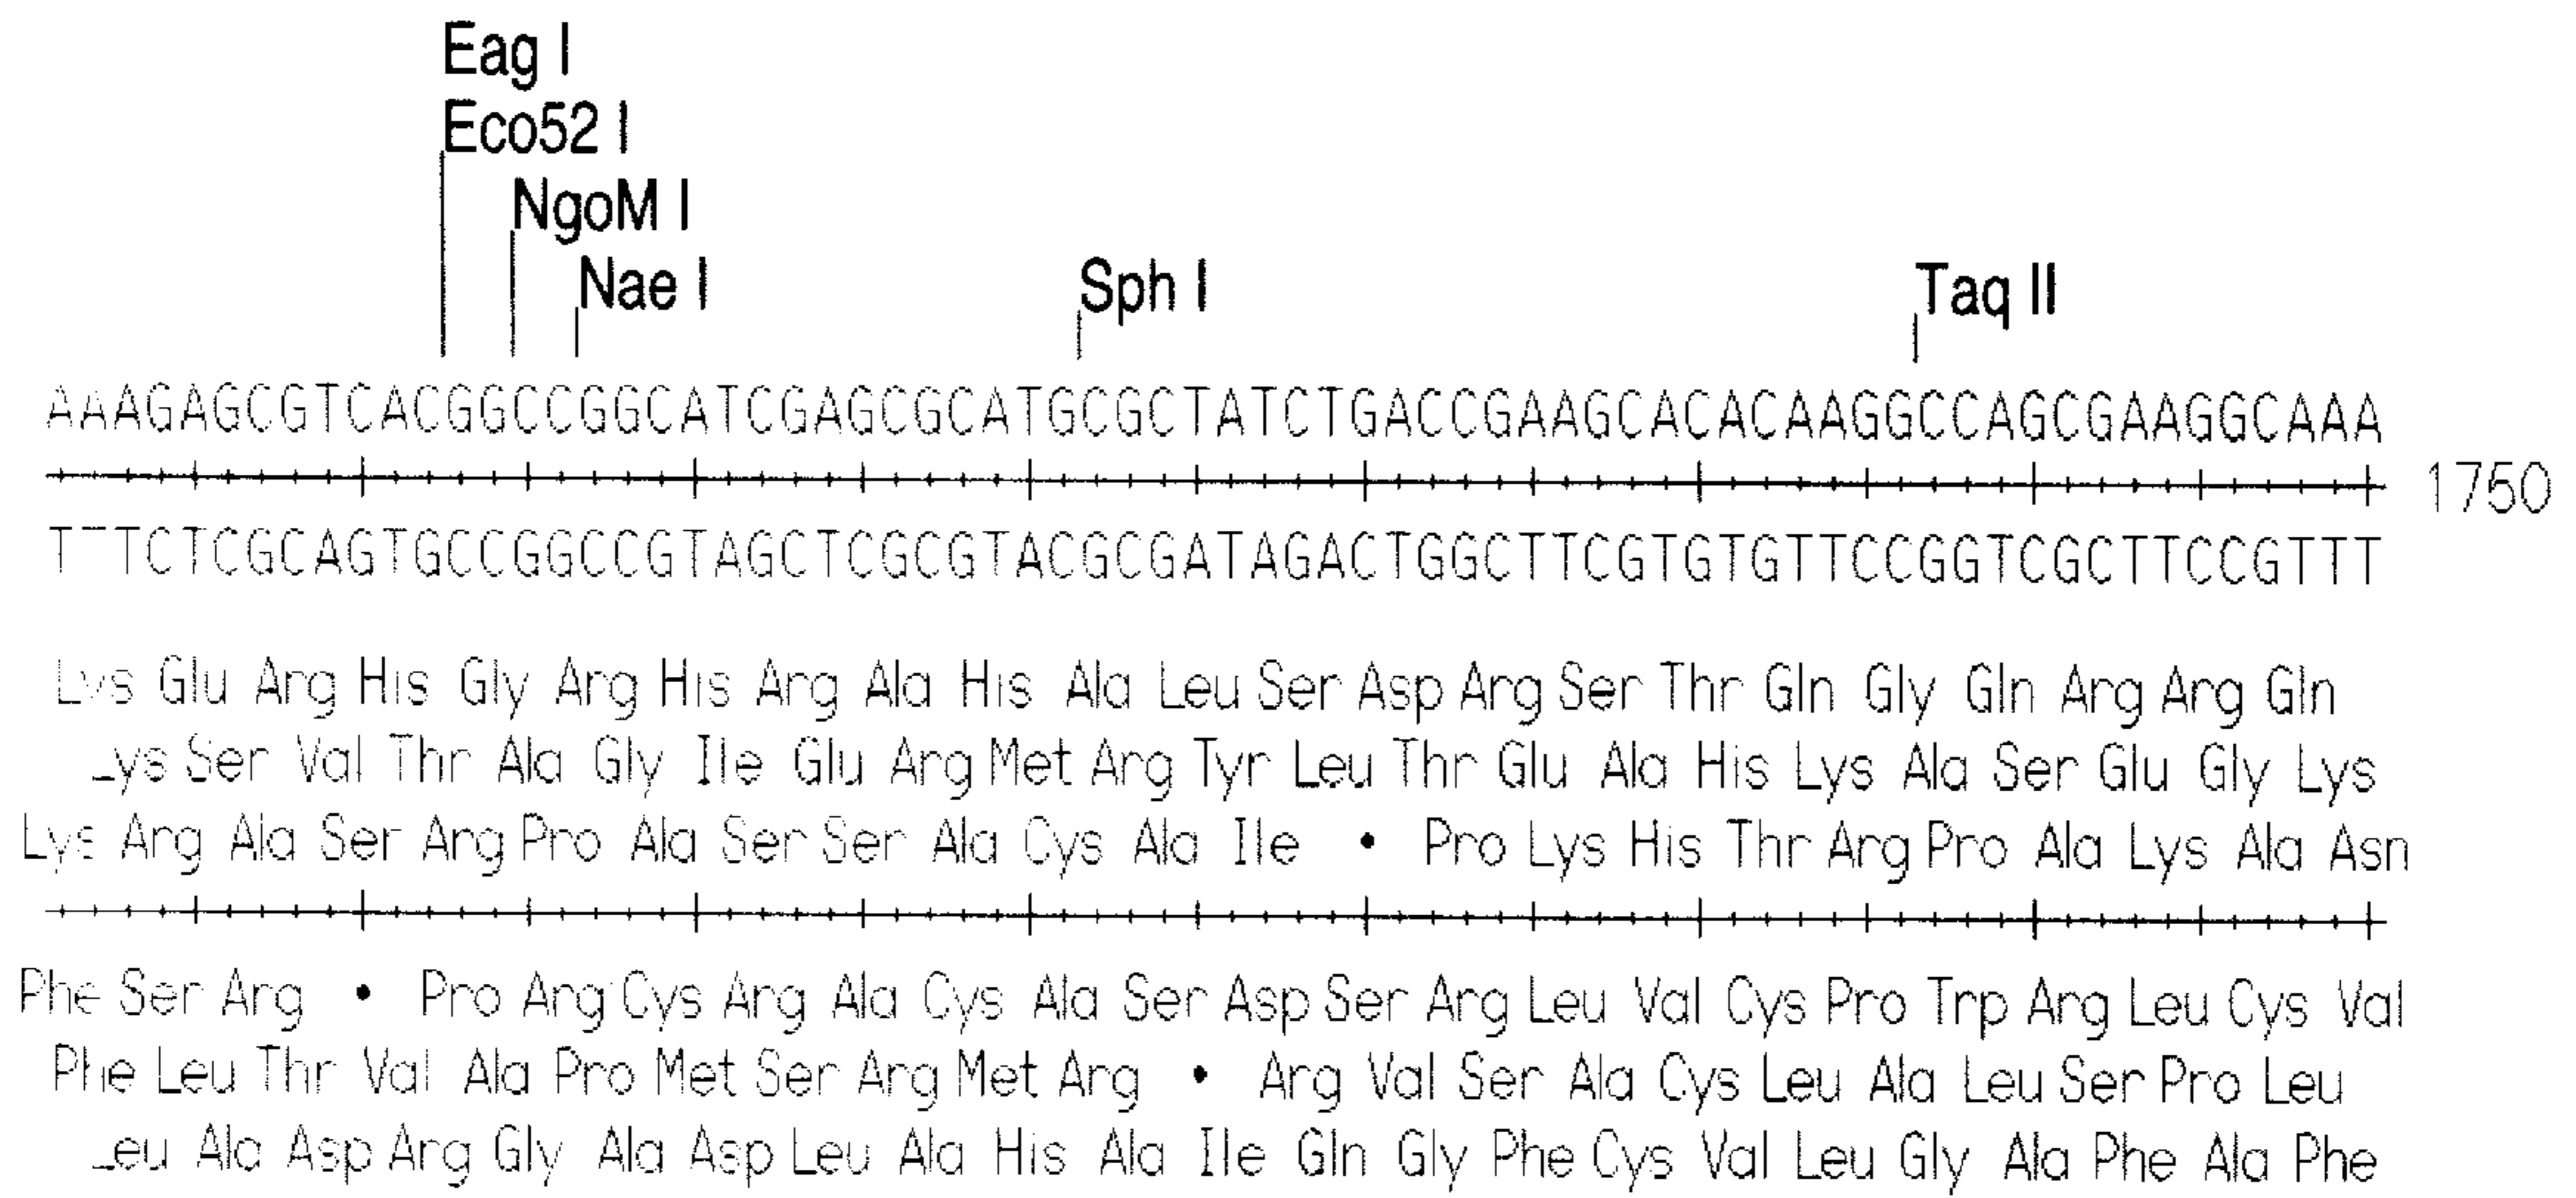 Eag I
Eco52 I
NgoM I
Nae I
Sph I
Taq II
AAAGAGCGTCACGGCCGGCATCGAGCGCATGCGCTATCTGACCGAAGCACACAAGGCCAGCGAAGGCAAA
1750
TTTCTCGCAGTGCCGGCCGTAGCTCGCGTACGCGATAGACTGGCTTCGTGTGTTCCGGTCGCTTCCGTTT
Lys Glu Arg His Gly Arg His Arg Ala His Ala Leu Ser Asp Arg Ser Thr Gln Gly Gln Arg Arg Gln
Lys Ser Val Thr Ala Gly Ile Glu Arg Met Arg Tyr Leu Thr Glu Ala His Lys Ala Ser Glu Gly Lys
Lys Arg Ala Ser Arg Pro Ala Ser Ser Ala Cys Ala Ile • Pro Lys His Thr Arg Pro Ala Lys Ala Asn
Phe Ser Arg • Pro Arg Cys Arg Ala Cys Ala Ser Asp Ser Arg Leu Val Cys Pro Trp Arg Leu Cys Val
Phe Leu Thr Val Ala Pro Met Ser Arg Met Arg • Arg Val Ser Ala Cys Leu Ala Leu Ser Pro Leu
Leu Ala Asp Arg Gly Ala Asp Leu Ala His Ala Ile Gln Gly Phe Cys Val Leu Gly Ala Phe Ala Phe